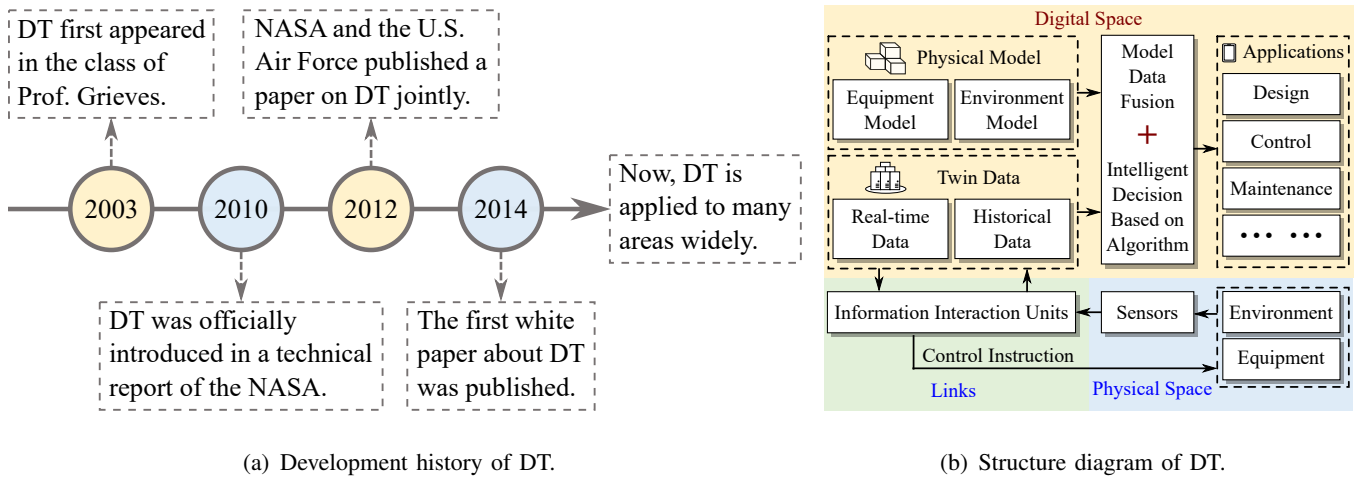 DT first appeared
in the class of
Prof. Grieves.
NASA and the U.S.
Air Force published a
paper on DT jointly.
2003
2010
2012
2014
Now, DT is
applied to many
areas widely.
DT was officially
introduced in a technical
report of the NASA.
The first white
paper about DT
was published.
(a) Development history of DT.
Digital Space
Physical Model
Equipment
Model
Environment
Model
Twin Data
Real-time
Data
Historical
Data
Model
Data
Fusion
+
Intelligent
Decision
Based on
Algorithm
Applications
Design
Control
Maintenance
••• •••
Information Interaction Units
Sensors
Environment
Equipment
Control Instruction
Links
Physical Space
(b) Structure diagram of DT.